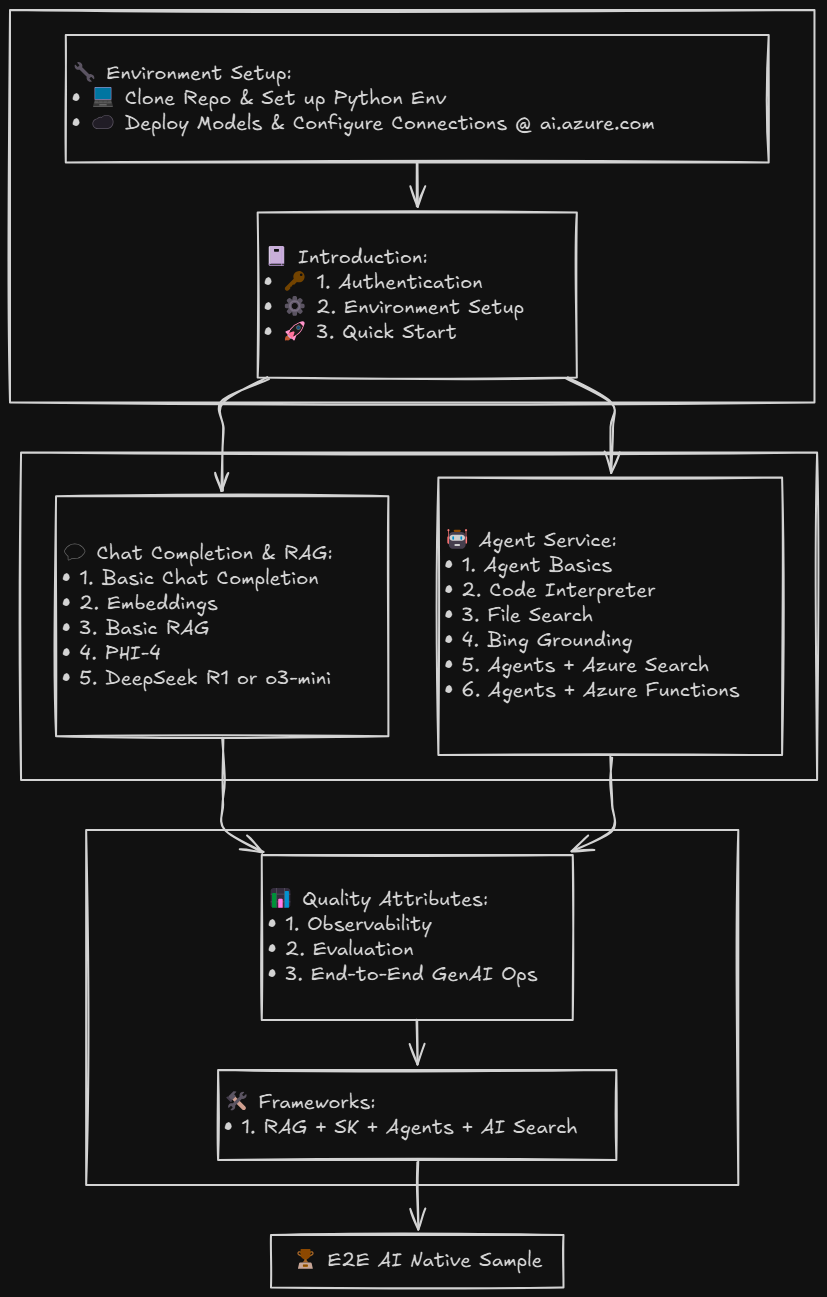 Environment Setup:
Clone Repo & Set up Python Env
Deploy Models & Configure Connections @ ai.azure.com
Introduction:
1. Authentication
2. Environment Setup
3. Quick Start
Chat Completion & RAG:
1. Basic Chat Completion
2. Embeddings
3. Basic RAG
4. PHI-4
5. DeepSeek R1 or o3-mini
Agent Service:
1. Agent Basics
2. Code Interpreter
3. File Search
4. Bing Grounding
5. Agents + Azure Search
6. Agents + Azure Functions
Quality Attributes:
1. Observability
2. Evaluation
3. End-to-End GenAI Ops
Frameworks:
1. RAG + SK + Agents + AI Search
E2E AI Native Sample